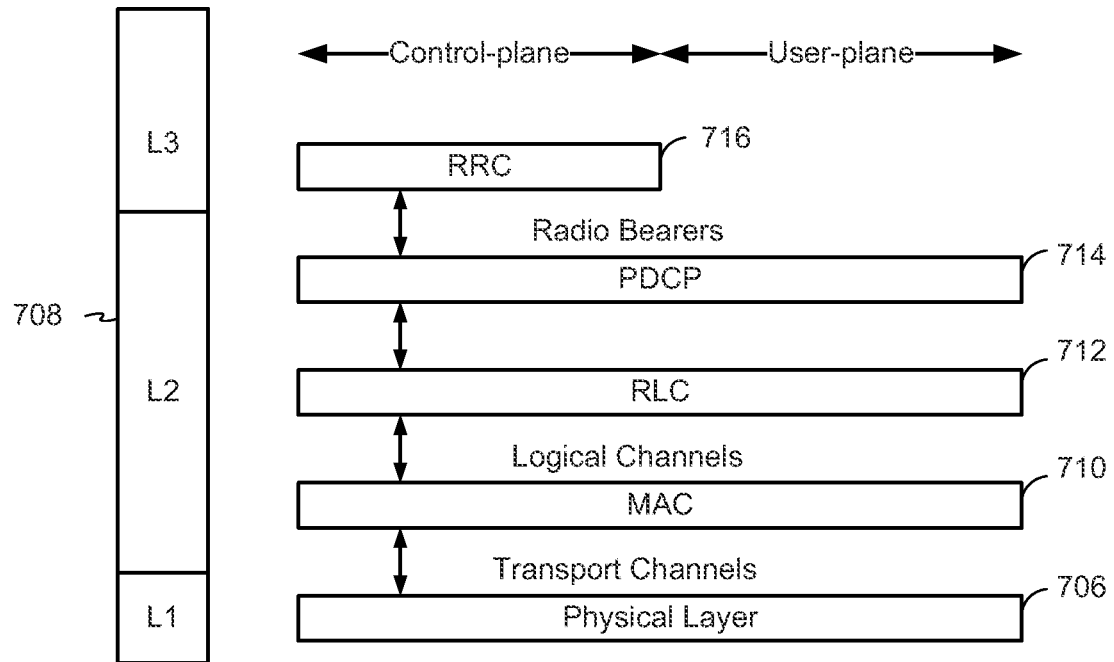 Control-plane User-plane
716
L3
RRC
Radio Bearers
714
PDCP
708
712
L2
RLC
Logical Channels
710
MAC
Transport Channels
706
L1
Physical Layer